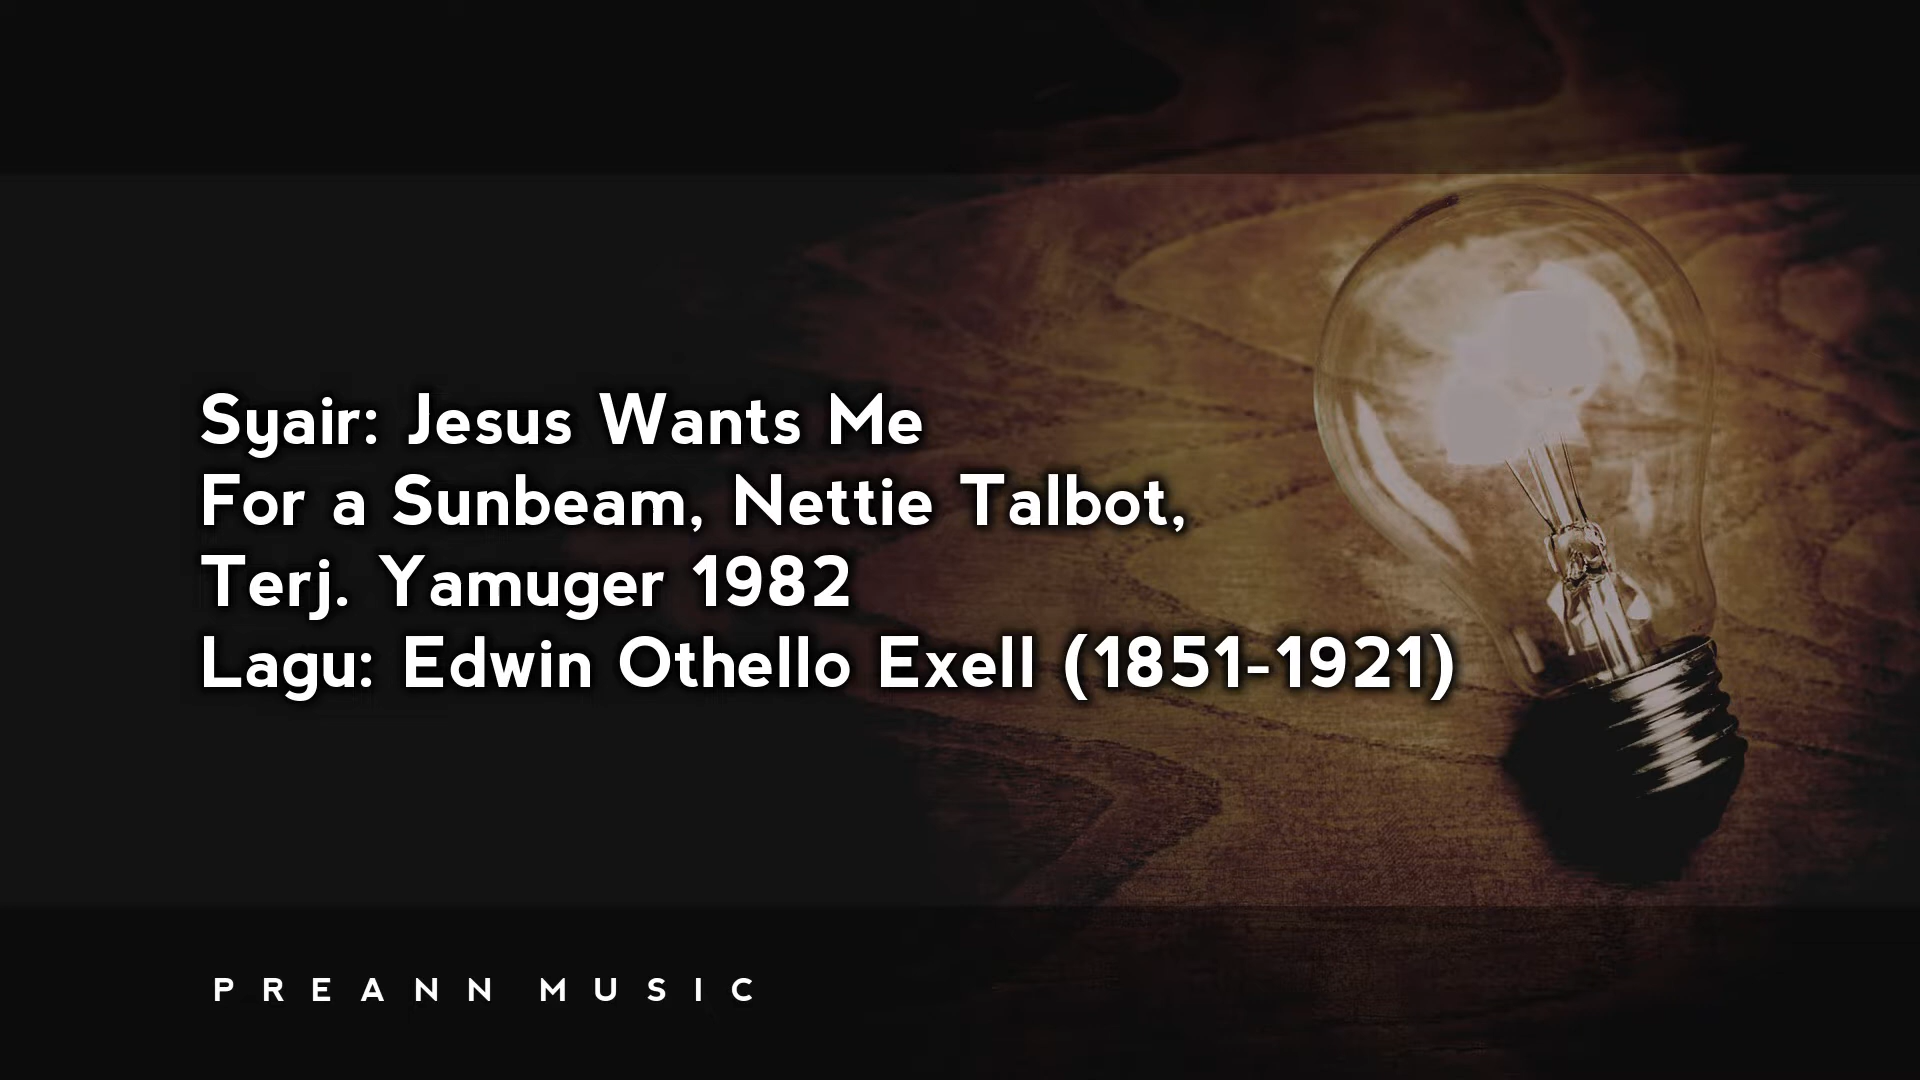 Syair: Jesus Wants Me
For a Sunbeam, Nettie Talbot,
Terj. Yamuger 1982
Lagu: Edwin Othello Exell (1851-1921)
PREANN MUSIC